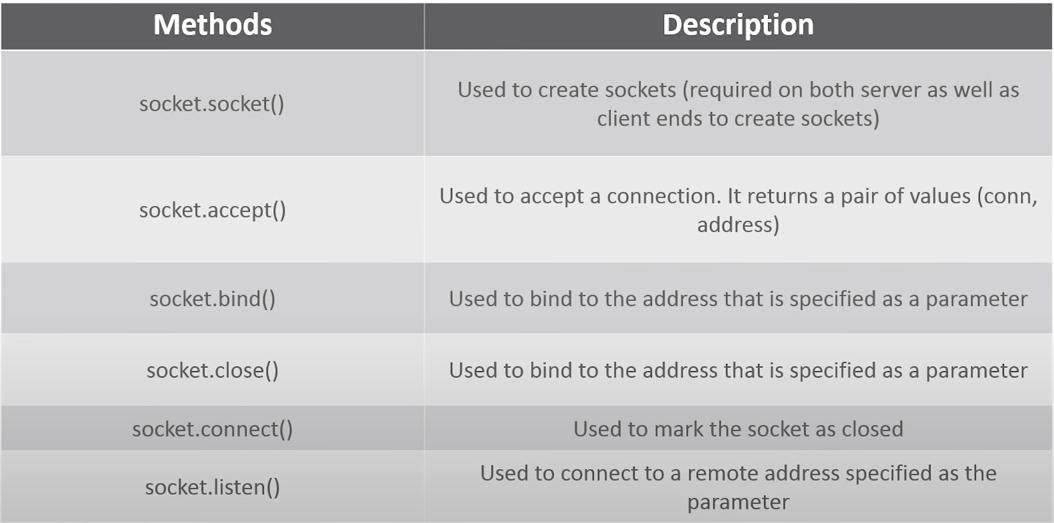 Methods
Description
socket.socket()
Used to create sockets (required on both server as well as
client ends to create sockets)
socket.accept()
Used to accept a connection. It returns a pair of values (conn,
address)
socket.bind()
Used to bind to the address that is specified as a parameter
socket.close()
Used to bind to the address that is specified as a parameter
socket.connect()
Used to mark the socket as closed
socket.listen()
Used to connect to a remote address specified as the
parameter